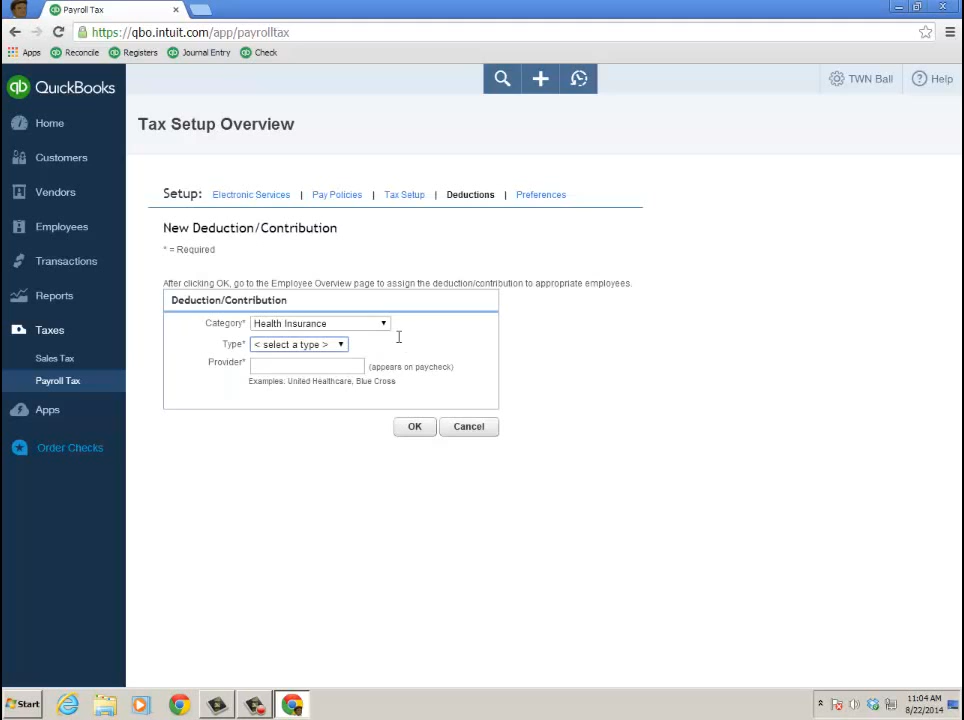 Payroll Tax
https://qbo.intuit.com/app/payrolltax
Apps Reconcile Registers Journal Entry Check
qb QuickBooks
TWN Ball Help
Home
Customers
Vendors
Employees
Transactions
Reports
Taxes
Sales Tax
Payroll Tax
Apps
Order Checks
Tax Setup Overview
Setup: Electronic Services | Pay Policies | Tax Setup | Deductions | Preferences
New Deduction/Contribution
* = Required
After clicking OK, go to the Employee Overview page to assign the deduction/contribution to appropriate employees.
Deduction/Contribution
Category* Health Insurance
Type* < select a type >
Provider* (appears on paycheck)
Examples: United Healthcare, Blue Cross
OK Cancel
Start
11:04 AM
8/22/2014